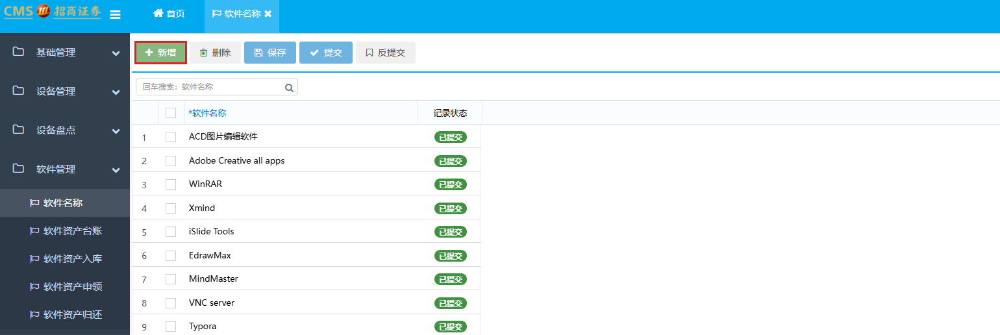 CMS 招商证券 首页 软件名称
基础管理
设备管理
设备盘点
软件管理
软件名称
软件资产台账
软件资产入库
软件资产申领
软件资产归还
新增 删除 保存 提交 反提交
回车搜索：软件名称
*软件名称 记录状态
1 ACD图片编辑软件 已提交
2 Adobe Creative all apps 已提交
3 WinRAR 已提交
4 Xmind 已提交
5 iSlide Tools 已提交
6 EdrawMax 已提交
7 MindMaster 已提交
8 VNC server 已提交
9 Typora 已提交